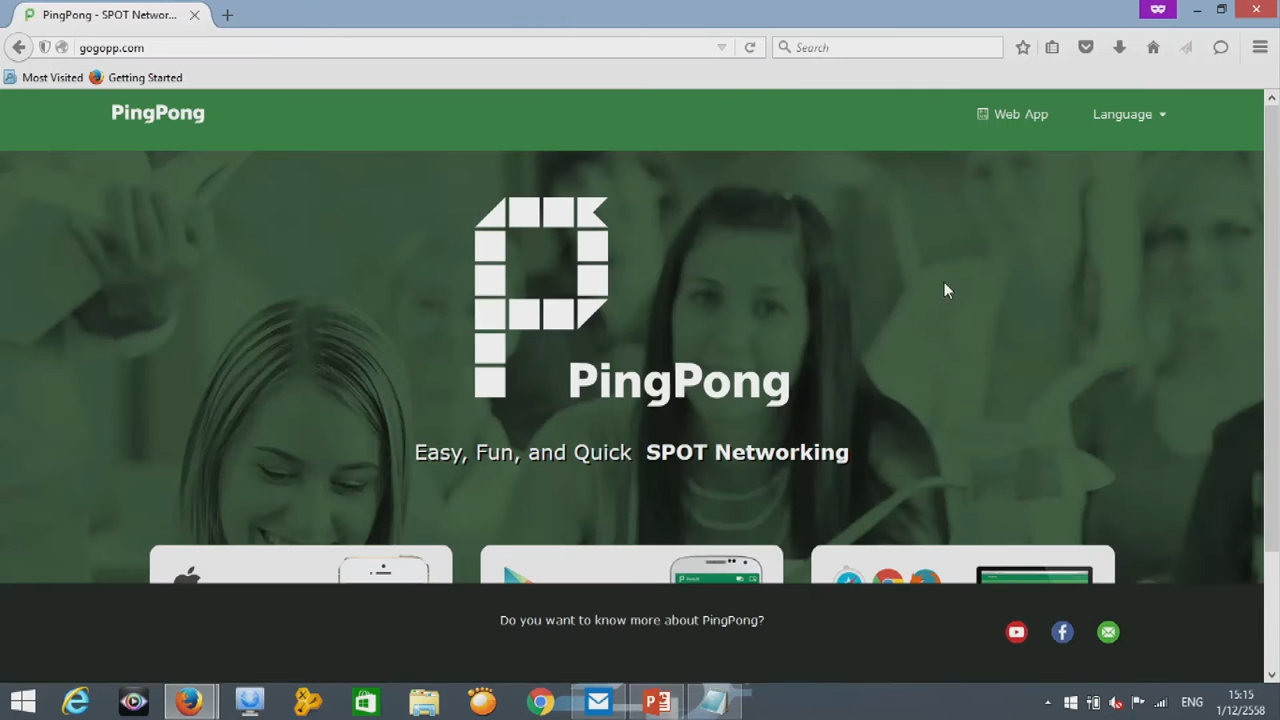 PingPong - SPOT Networ...
gogopp.com
Search
Most Visited
Getting Started
PingPong
Web App
Language
PingPong
Easy, Fun, and Quick SPOT Networking
Do you want to know more about PingPong?
ENG
15:15
1/12/2558